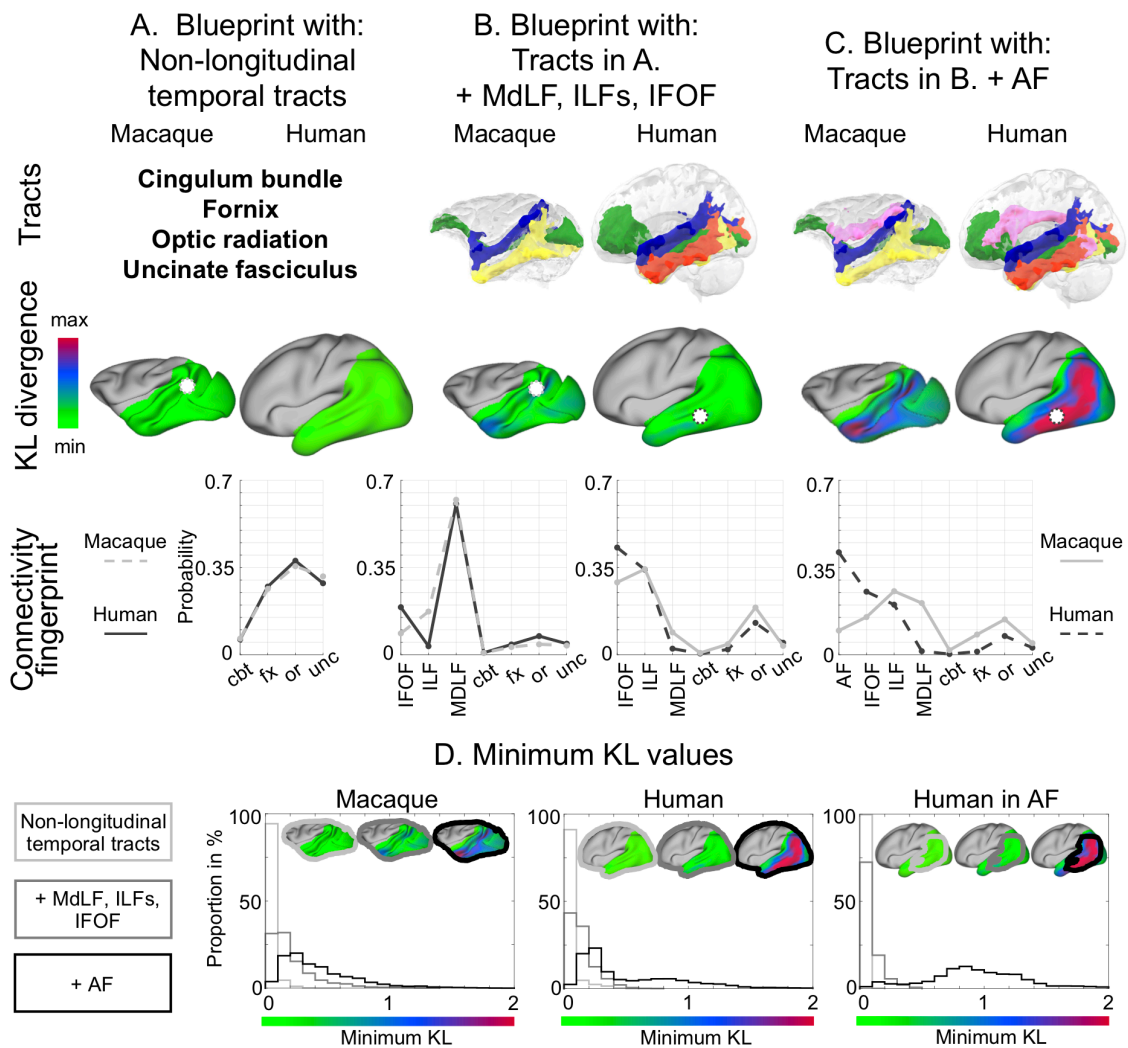 A. Blueprint with:
Non-longitudinal
temporal tracts
B. Blueprint with:
Tracts in A.
+ MdLF, ILFs, IFOF
C. Blueprint with:
Tracts in B. + AF
Macaque
Human
Macaque
Human
Macaque
Human
Tracts
Cingulum bundle
Fornix
Optic radiation
Uncinate fasciculus
KL divergence
max
min
Connectivity
fingerprint
Macaque
Human
Probability
0.7
0.35
0
cbt
fx
or
unc
0.7
0.35
0
IFOF
ILF
MDLF
cbt
fx
or
unc
0.7
0.35
0
IFOF
ILF
MDLF
cbt
fx
or
unc
0.7
0.35
0
AF
IFOF
ILF
MDLF
cbt
fx
or
unc
Macaque
Human
D. Minimum KL values
Non-longitudinal
temporal tracts
+ MdLF, ILFs,
IFOF
+ AF
Macaque
Proportion in %
100
50
0
0
1
2
Minimum KL
Human
100
50
0
0
1
2
Minimum KL
Human in AF
100
50
0
0
1
2
Minimum KL